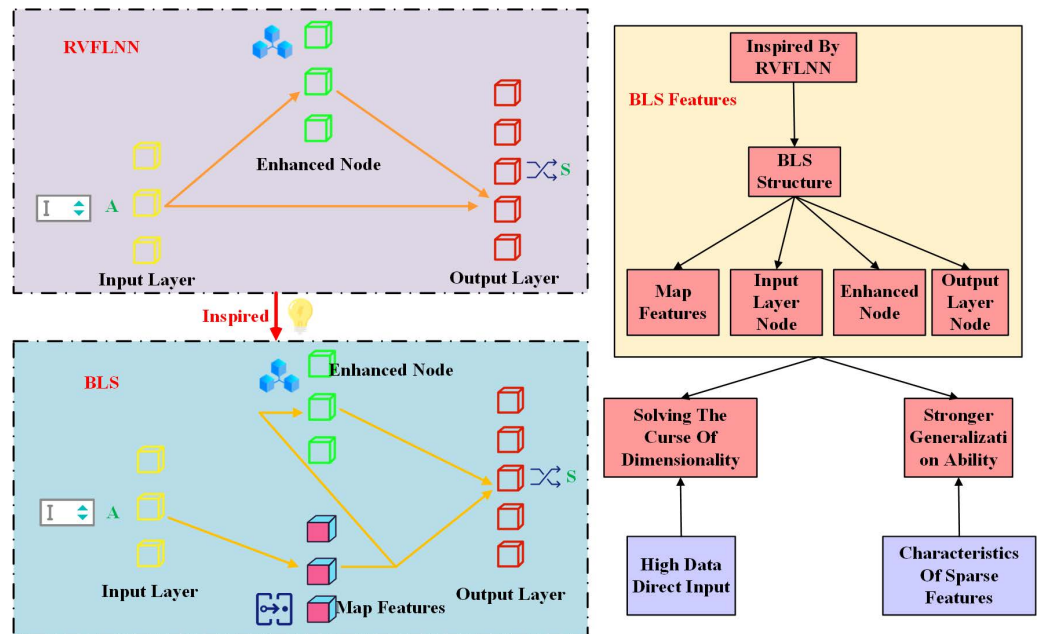 RVFLNN
Enhanced Node
S
A
Input Layer
Output Layer
Inspired
BLS
Enhanced Node
S
A
Input Layer
Map Features
Output Layer
BLS Features
Inspired By
RVFLNN
BLS
Structure
Map
Features
Input
Layer
Node
Enhanced
Node
Output
Layer
Node
Solving The
Curse Of
Dimensionality
Stronger
Generalizati
on Ability
High Data
Direct Input
Characteristics
Of Sparse
Features